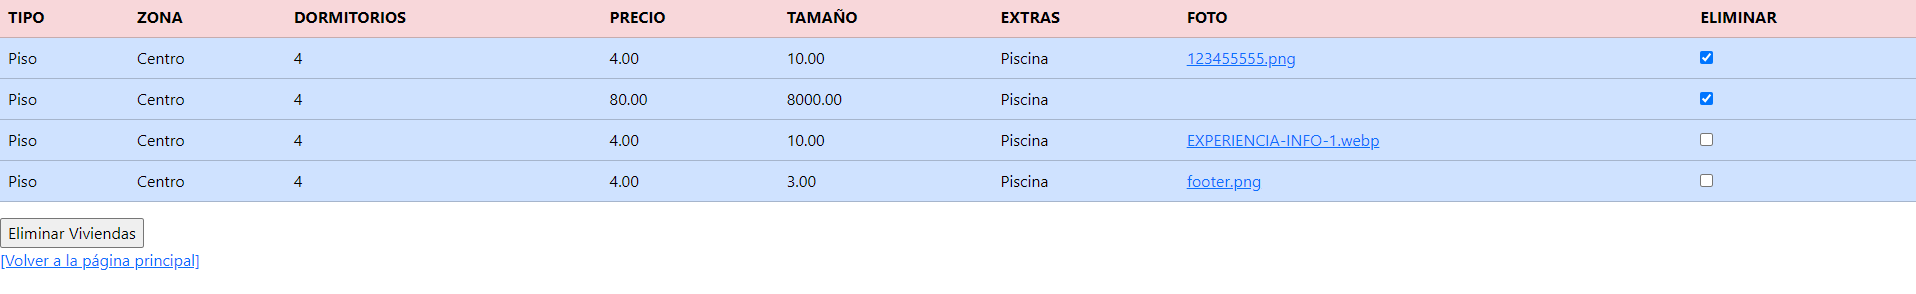 TIPO ZONA DORMITORIOS PRECIO TAMAÑO EXTRAS FOTO ELIMINAR
Piso Centro 4 4.00 10.00 Piscina 123455555.png
Piso Centro 4 80.00 8000.00 Piscina
Piso Centro 4 4.00 10.00 Piscina EXPERIENCIA-INFO-1.webp
Piso Centro 4 4.00 3.00 Piscina footer.png
Eliminar Viviendas
[Volver a la página principal]